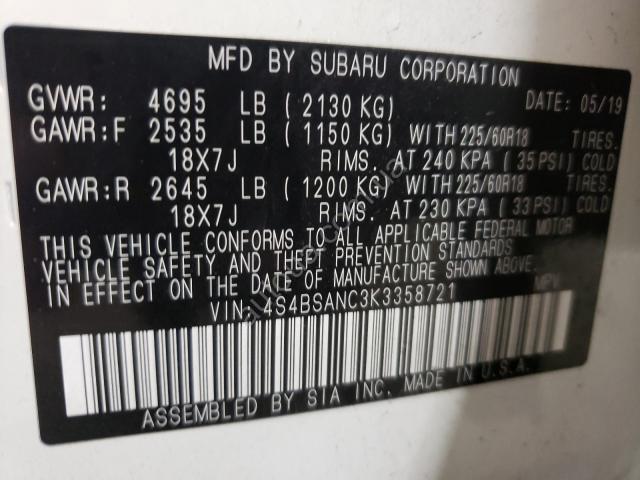 MFD BY SUBARU CORPORATION
GVWR: 4695 LB (2130 KG) DATE: 05/19
GAWR:F 2535 LB (1150 KG) WITH 225/60R18 TIRES.
18X7J RIMS. AT 240 KPA (35 PSI) COLD
GAWR:R 2645 LB (1200 KG) WITH 225/60R18 TIRES.
18X7J RIMS. AT 230 KPA (33 PSI) COLD
THIS VEHICLE CONFORMS TO ALL APPLICABLE FEDERAL MOTOR
VEHICLE SAFETY AND THEFT PREVENTION STANDARDS
IN EFFECT ON THE DATE OF MANUFACTURE SHOWN ABOVE.
VIN: 4S4BSANC3K3358721 MPV
ASSEMBLED BY SIA INC. MADE IN U.S.A.